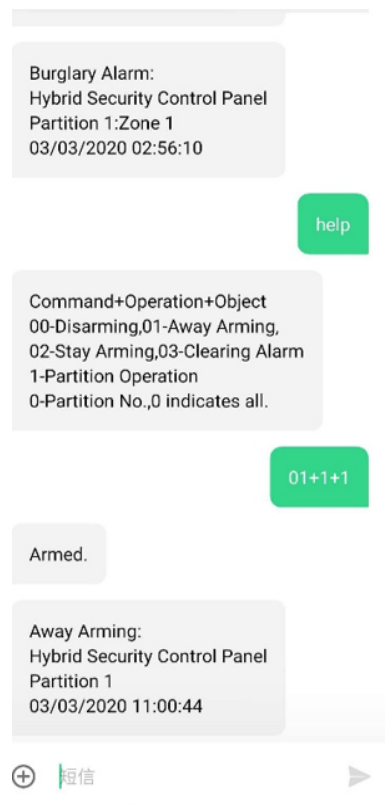 Burglary Alarm:
Hybrid Security Control Panel
Partition 1:Zone 1
03/03/2020 02:56:10
help
Command+Operation+Object
00-Disarming,01-Away Arming,
02-Stay Arming,03-Clearing Alarm
1-Partition Operation
0-Partition No.,0 indicates all.
01+1+1
Armed.
Away Arming:
Hybrid Security Control Panel
Partition 1
03/03/2020 11:00:44
短信